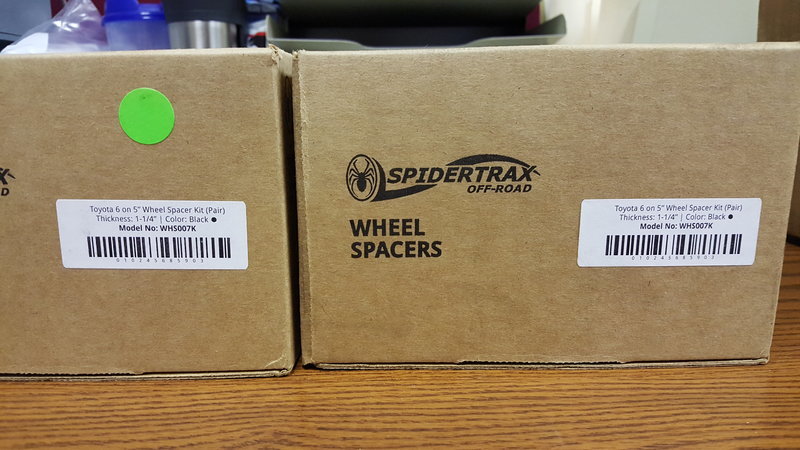 Toyota 6 on 5" Wheel Spacer Kit (Pair)
Thickness: 1-1/4" | Color: Black ●
Model No: WHS007K
010245685903
SPIDERTRAX
OFF-ROAD
WHEEL
SPACERS
Toyota 6 on 5" Wheel Spacer Kit (Pair)
Thickness: 1-1/4" | Color: Black ●
Model No: WHS007K
010245685903